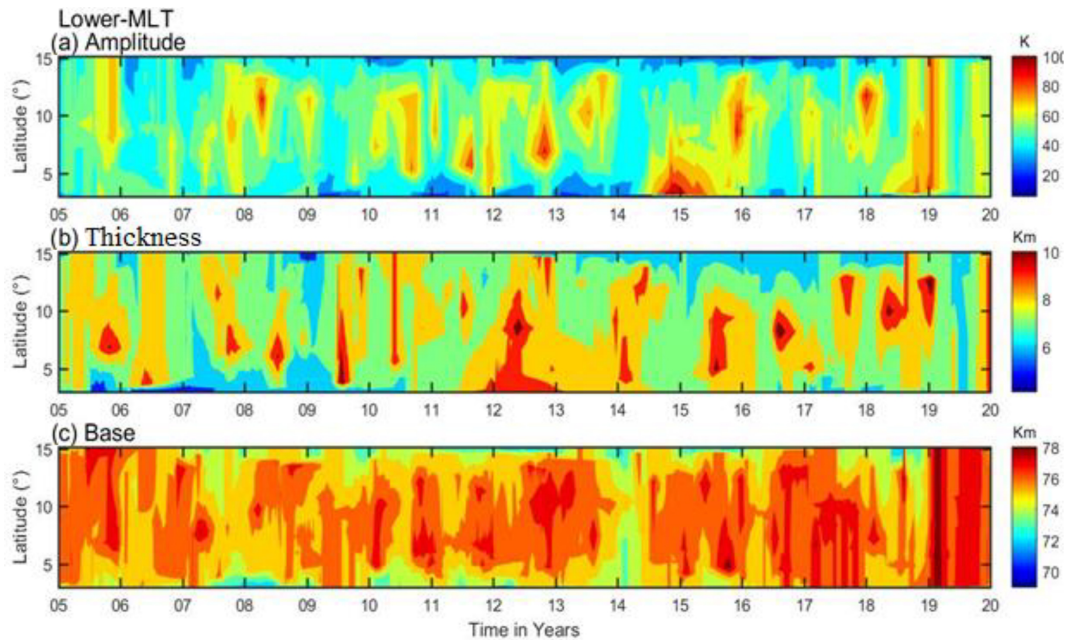 Lower-MLT
(a) Amplitude
K
Latitude (°)
15
10
5
100
80
60
40
20
05 06 07 08 09 10 11 12 13 14 15 16 17 18 19 20
(b) Thickness
Km
Latitude (°)
15
10
5
10
8
6
05 06 07 08 09 10 11 12 13 14 15 16 17 18 19 20
(c) Base
Km
Latitude (°)
15
10
5
78
76
74
72
70
05 06 07 08 09 10 11 12 13 14 15 16 17 18 19 20
Time in Years